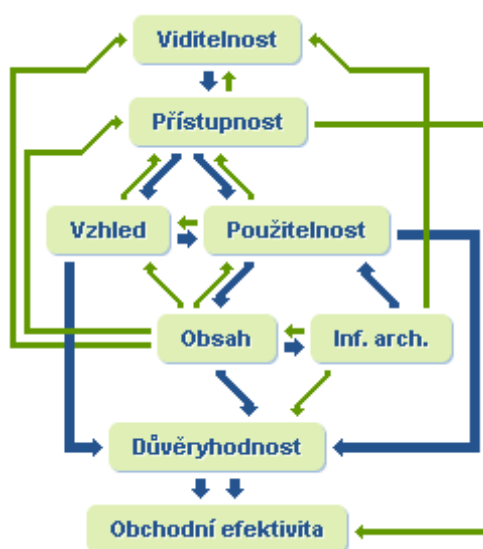 Viditelnost
Přístupnost
Vzhled
Použitelnost
Obsah
Inf. arch.
Důvěryhodnost
Obchodní efektivita